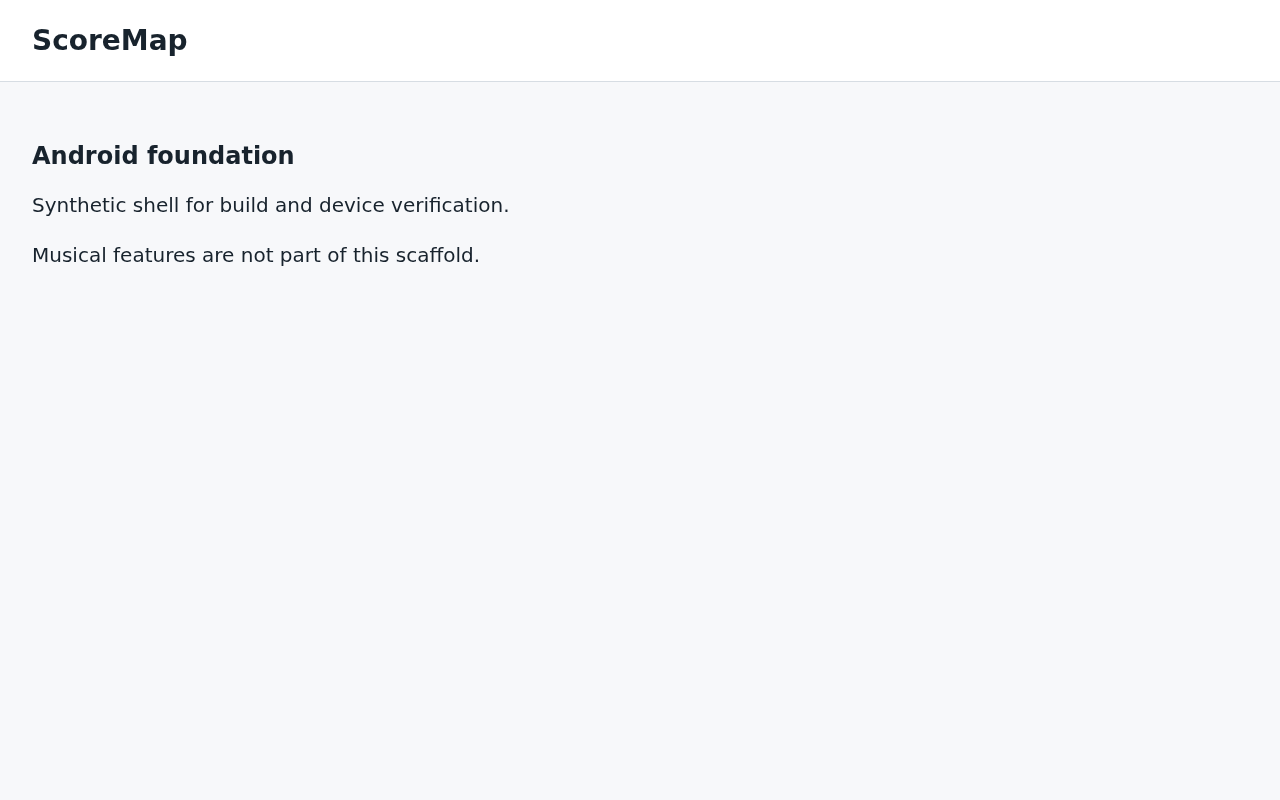 ScoreMap
Android foundation
Synthetic shell for build and device verification.
Musical features are not part of this scaffold.